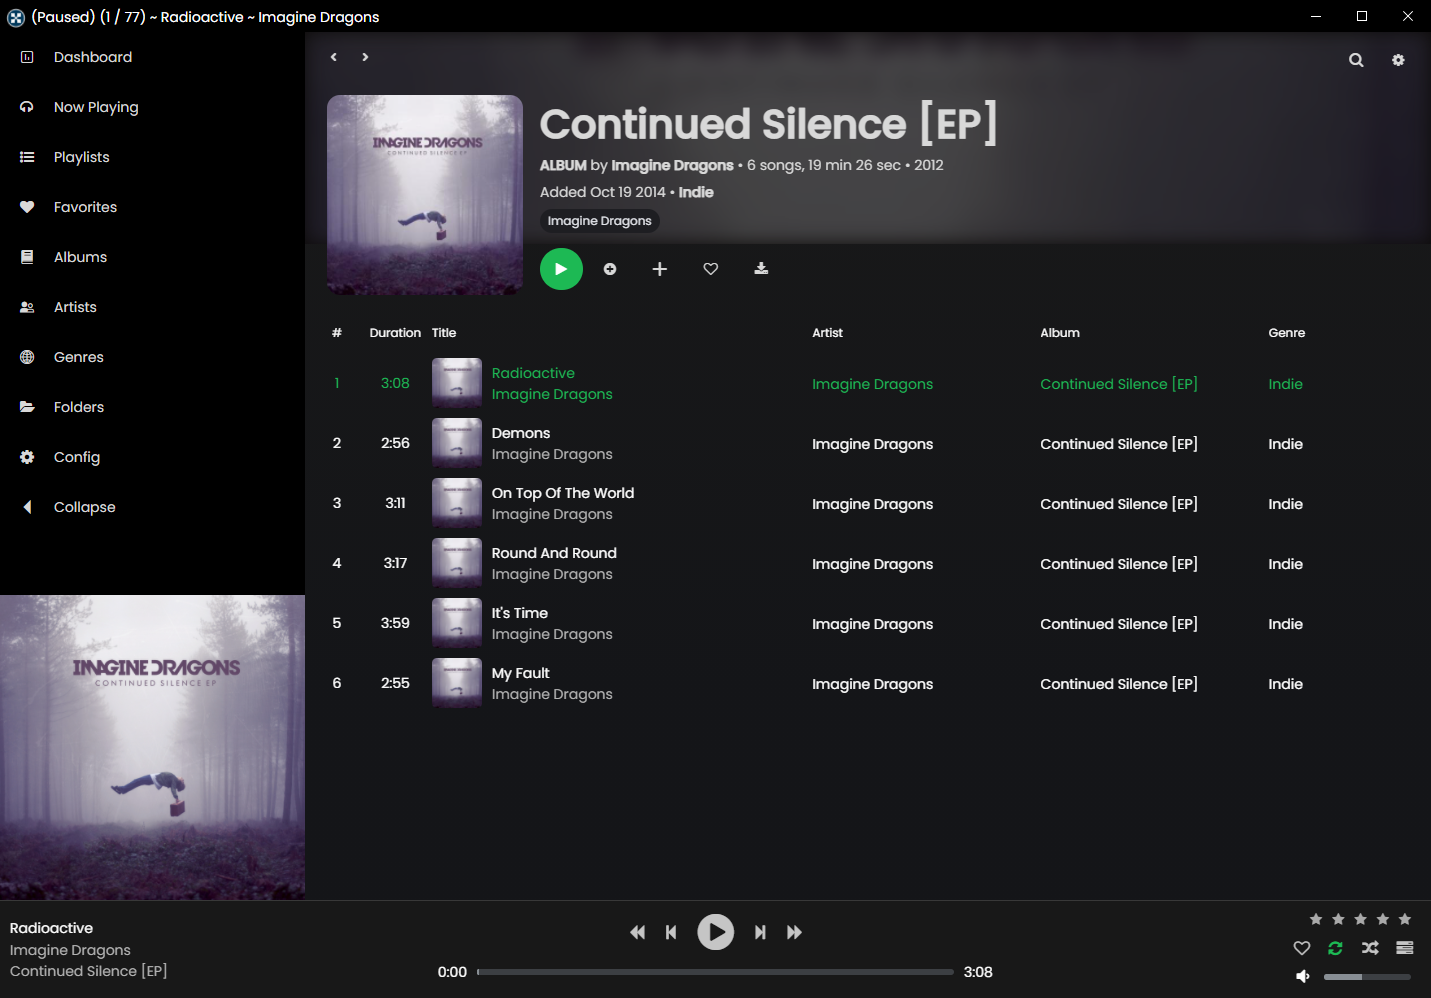 (Paused) (1 / 77) ~ Radioactive ~ Imagine Dragons
Dashboard
Now Playing
Playlists
Favorites
Albums
Artists
Genres
Folders
Config
Collapse
IMAGINE DRAGONS
CONTINUED SILENCE EP
IMAGINE DRAGONS
CONTINUED SILENCE EP
Continued Silence [EP]
ALBUM by Imagine Dragons • 6 songs, 19 min 26 sec • 2012
Added Oct 19 2014 • Indie
Imagine Dragons
# Duration Title Artist Album Genre
1 3:08 Radioactive Imagine Dragons Continued Silence [EP] Indie
Imagine Dragons
2 2:56 Demons Imagine Dragons Continued Silence [EP] Indie
Imagine Dragons
3 3:11 On Top Of The World Imagine Dragons Continued Silence [EP] Indie
Imagine Dragons
4 3:17 Round And Round Imagine Dragons Continued Silence [EP] Indie
Imagine Dragons
5 3:59 It's Time Imagine Dragons Continued Silence [EP] Indie
Imagine Dragons
6 2:55 My Fault Imagine Dragons Continued Silence [EP] Indie
Imagine Dragons
Radioactive
Imagine Dragons
Continued Silence [EP]
0:00 3:08